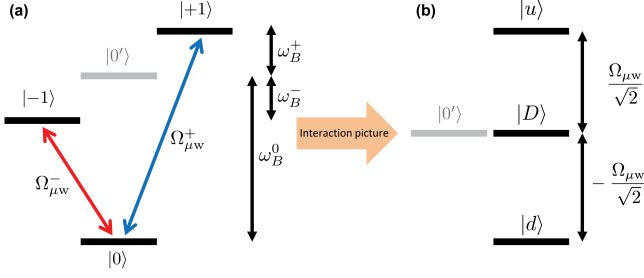 (a)
|+1⟩
|0′⟩
|−1⟩
ω_B^+
ω_B^−
ω_B^0
Ω_μw^−
Ω_μw^+
|0⟩
Interaction picture
(b)
|u⟩
|0′⟩
|D⟩
|d⟩
Ω_μw/√2
− Ω_μw/√2